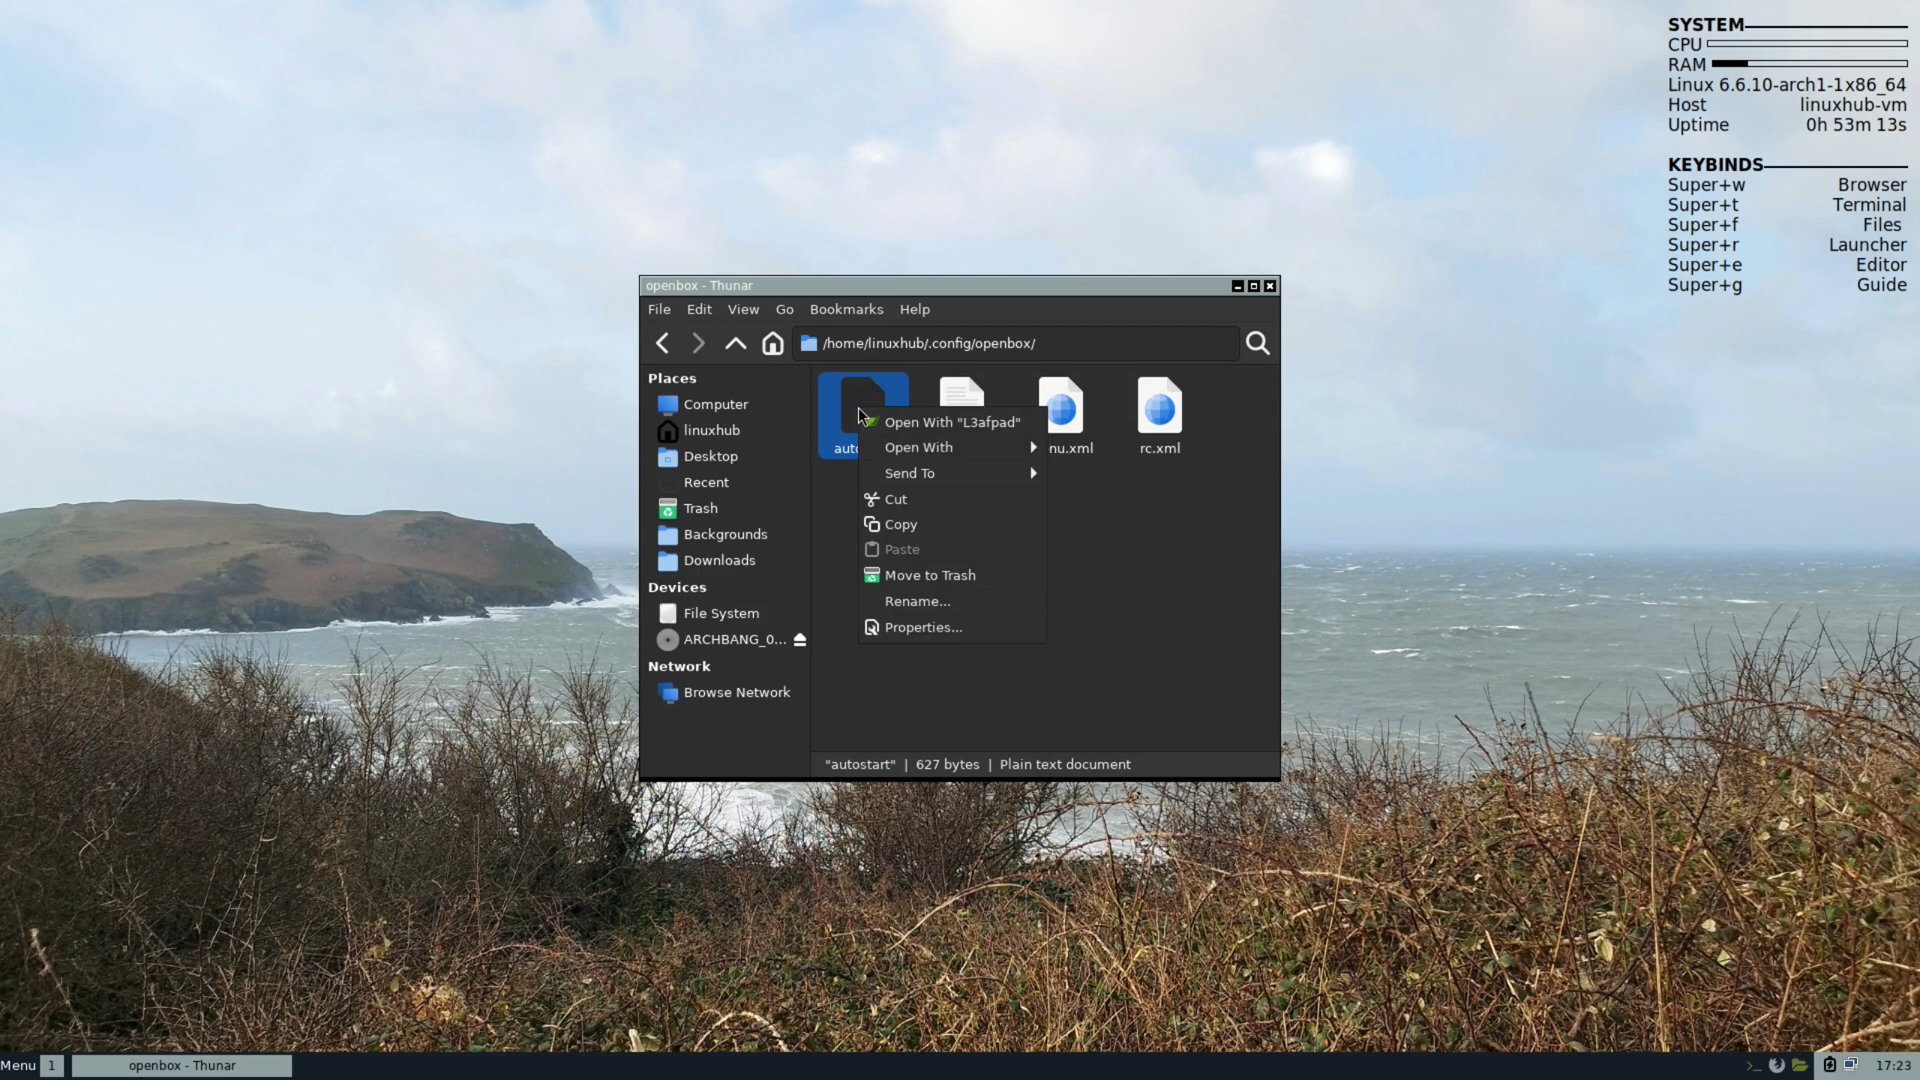 SYSTEM
CPU
RAM
Linux 6.6.10-arch1-1x86_64
Host linuxhub-vm
Uptime 0h 53m 13s
KEYBINDS
Super+w Browser
Super+t Terminal
Super+f Files
Super+r Launcher
Super+e Editor
Super+g Guide
openbox - Thunar
File Edit View Go Bookmarks Help
/home/linuxhub/.config/openbox/
Places
Computer
linuxhub
Desktop
Recent
Trash
Backgrounds
Downloads
Devices
File System
ARCHBANG_0...
Network
Browse Network
nu.xml
rc.xml
Open With "L3afpad"
Open With
Send To
Cut
Copy
Paste
Move to Trash
Rename...
Properties...
"autostart" | 627 bytes | Plain text document
Menu 1 openbox - Thunar 17:23